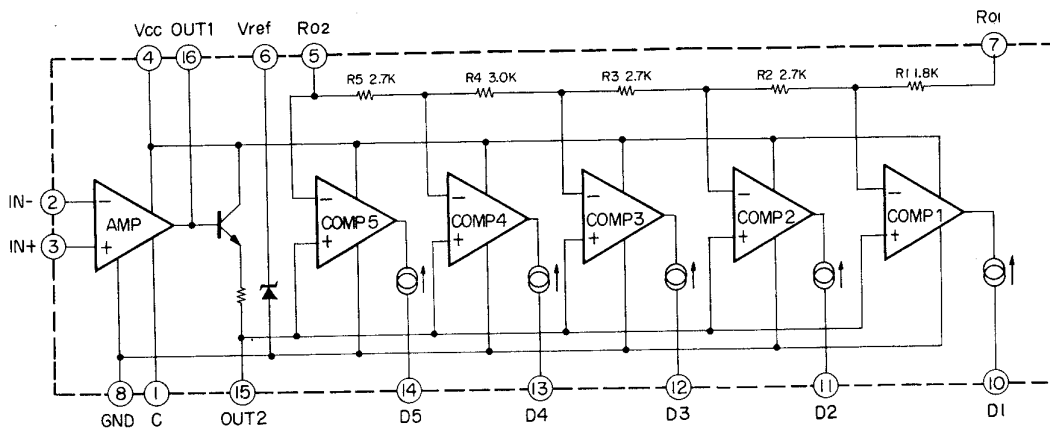 Vcc OUT1 Vref RO2 RO1
4 16 6 5 7
R5 2.7K R4 3.0K R3 2.7K R2 2.7K R1 1.8K
IN- 2 − AMP
IN+ 3 +
− COMP5 +
− COMP4 +
− COMP3 +
− COMP2 +
− COMP1 +
8 1 15 14 13 12 11 10
GND C OUT2 D5 D4 D3 D2 D1